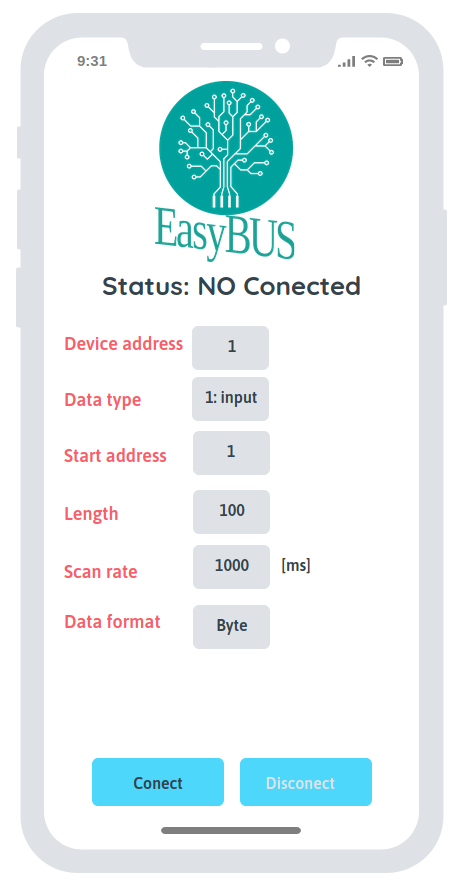 9:31
EasyBUS
Status: NO Conected
Device address 1
Data type 1: input
Start address 1
Length 100
Scan rate 1000 [ms]
Data format Byte
Conect Disconect